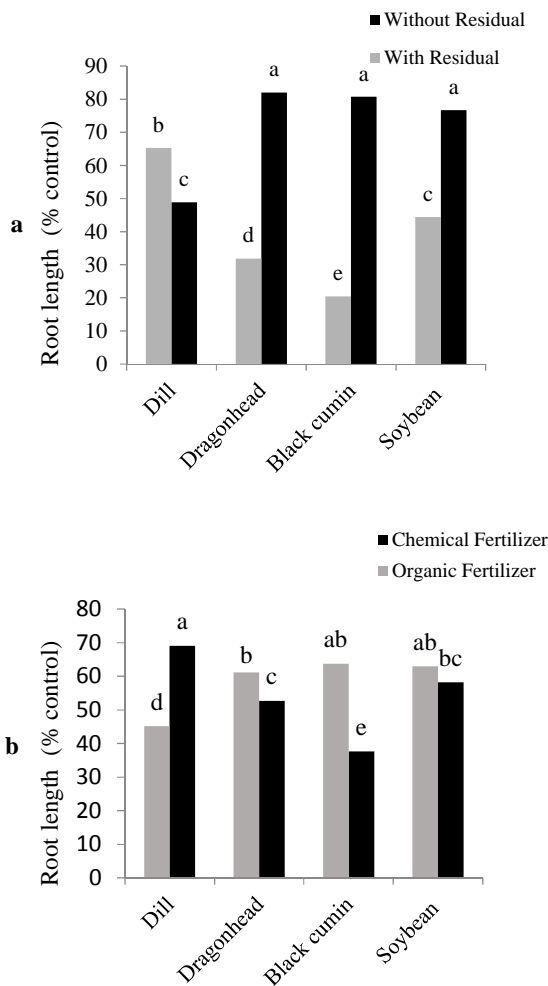 Without Residual
With Residual
a
Root length (% control)
90
80
70
60
50
40
30
20
10
0
b
c
d
a
e
a
c
a
Dill
Dragonhead
Black cumin
Soybean
Chemical Fertilizer
Organic Fertilizer
b
Root length (% control)
80
70
60
50
40
30
20
10
0
d
a
b
c
ab
e
ab
bc
Dill
Dragonhead
Black cumin
Soybean